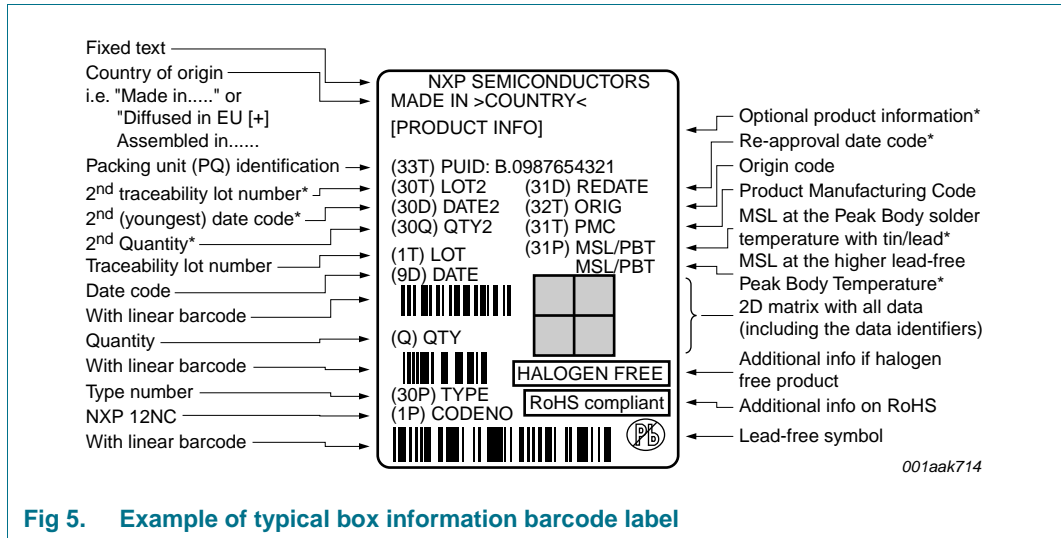 Fixed text
Country of origin
i.e. "Made in....." or
"Diffused in EU [+]
Assembled in......
Packing unit (PQ) identification
2nd traceability lot number*
2nd (youngest) date code*
2nd Quantity*
Traceability lot number
Date code
With linear barcode
Quantity
With linear barcode
Type number
NXP 12NC
With linear barcode
NXP SEMICONDUCTORS
MADE IN >COUNTRY<
[PRODUCT INFO]
(33T) PUID: B.0987654321
(30T) LOT2 (31D) REDATE
(30D) DATE2 (32T) ORIG
(30Q) QTY2 (31T) PMC
(31P) MSL/PBT
(1T) LOT MSL/PBT
(9D) DATE
(Q) QTY
HALOGEN FREE
(30P) TYPE
RoHS compliant
(1P) CODENO
Pb
Optional product information*
Re-approval date code*
Origin code
Product Manufacturing Code
MSL at the Peak Body solder
temperature with tin/lead*
MSL at the higher lead-free
Peak Body Temperature*
2D matrix with all data
(including the data identifiers)
Additional info if halogen
free product
Additional info on RoHS
Lead-free symbol
001aak714
Fig 5. Example of typical box information barcode label